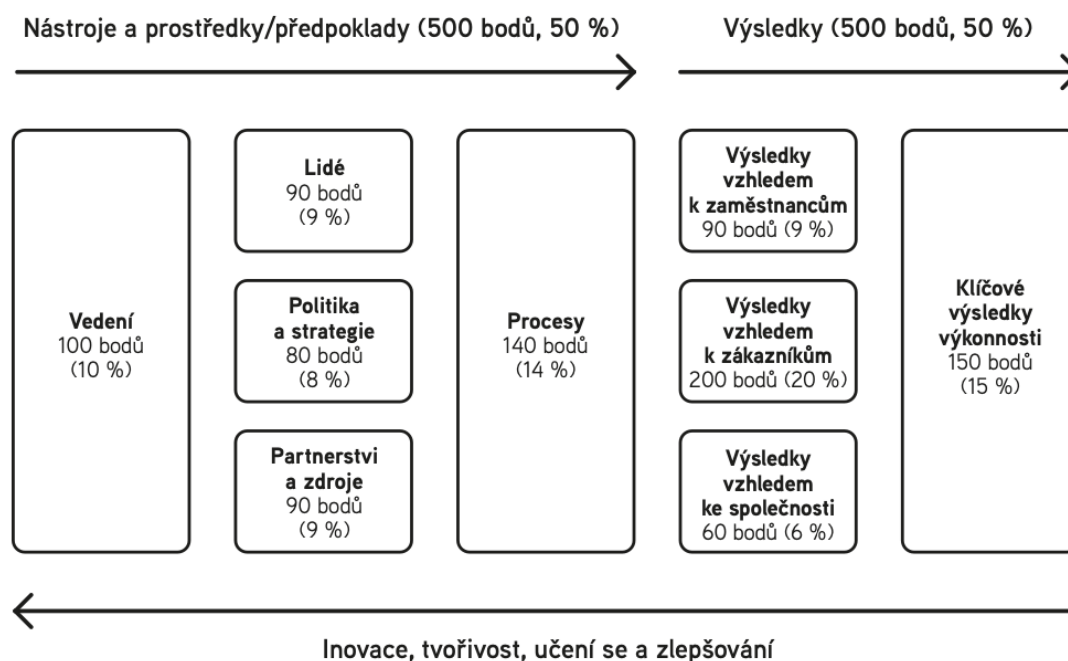 Nástroje a prostředky/předpoklady (500 bodů, 50 %)
Výsledky (500 bodů, 50 %)
Vedení
100 bodů
(10 %)
Lidé
90 bodů
(9 %)
Politika
a strategie
80 bodů
(8 %)
Partnerstvi
a zdroje
90 bodů
(9 %)
Procesy
140 bodů
(14 %)
Výsledky
vzhledem
k zaměstnancům
90 bodů (9 %)
Výsledky
vzhledem
k zákazníkům
200 bodů (20 %)
Výsledky
vzhledem
ke společnosti
60 bodů (6 %)
Klíčové
výsledky
výkonnosti
150 bodů
(15 %)
Inovace, tvořivost, učení se a zlepšování